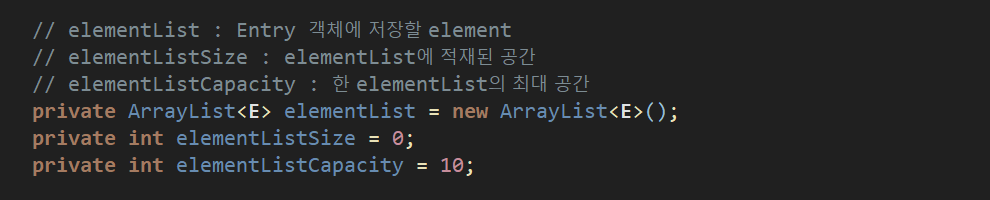 // elementList : Entry 객체에 저장할 element
// elementListSize : elementList에 적재된 공간
// elementListCapacity : 한 elementList의 최대 공간
private ArrayList<E> elementList = new ArrayList<E>();
private int elementListSize = 0;
private int elementListCapacity = 10;